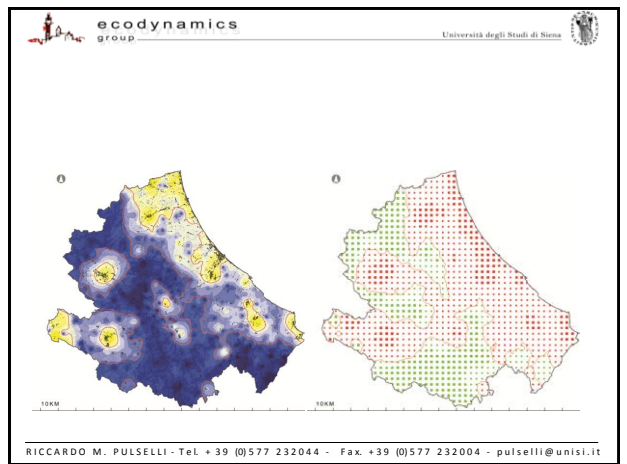 ecodynamics
group
Università degli Studi di Siena
10KM
10KM
RICCARDO M. PULSELLI - Tel. + 39 (0)577 232044 - Fax. +39 (0)577 232004 - pulselli@unisi.it